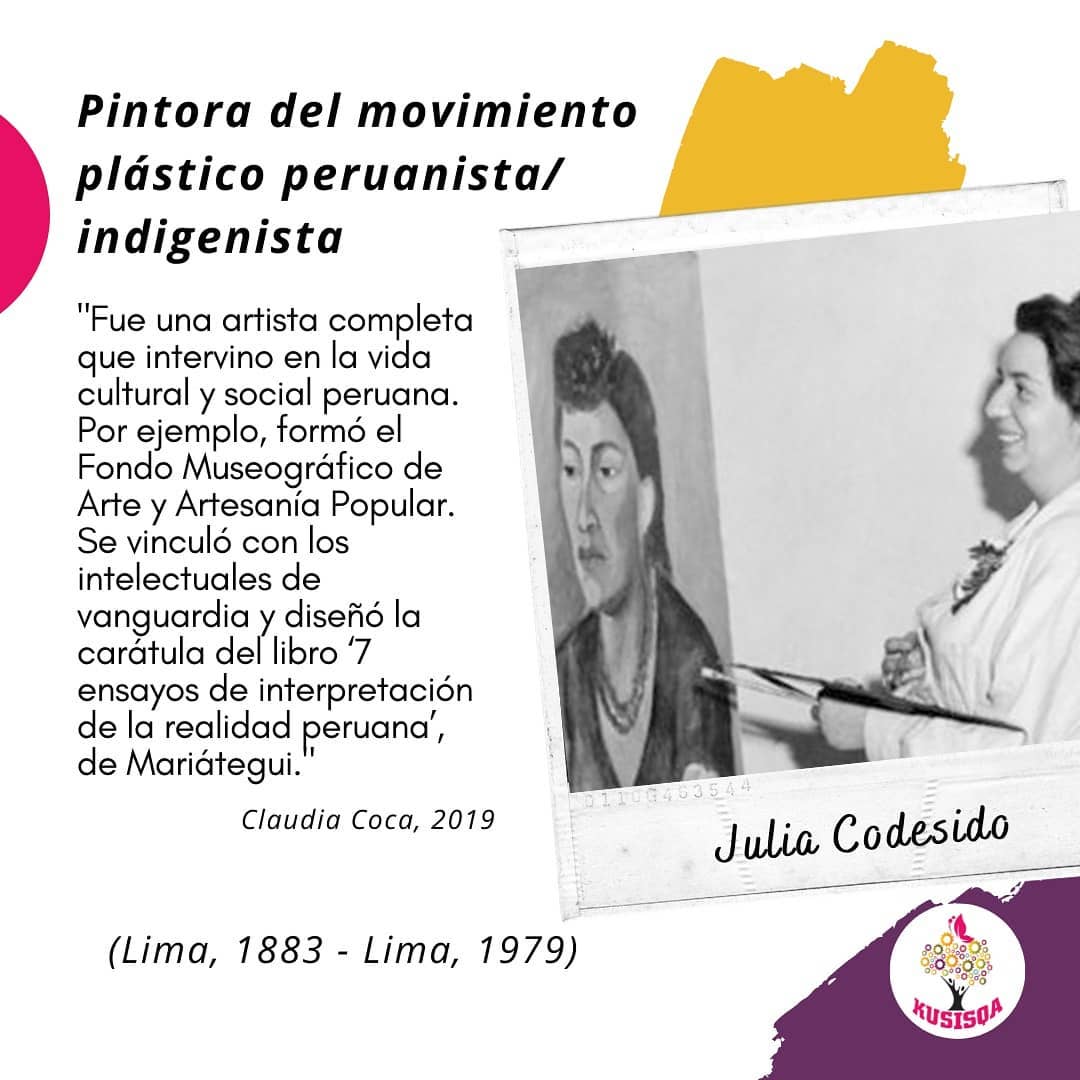 Pintora del movimiento
plástico peruanista/
indigenista
"Fue una artista completa
que intervino en la vida
cultural y social peruana.
Por ejemplo, formó el
Fondo Museográfico de
Arte y Artesanía Popular.
Se vinculó con los
intelectuales de
vanguardia y diseñó la
carátula del libro ‘7
ensayos de interpretación
de la realidad peruana’,
de Mariátegui."
Claudia Coca, 2019
(Lima, 1883 - Lima, 1979)
Julia Codesido
KUSISQA